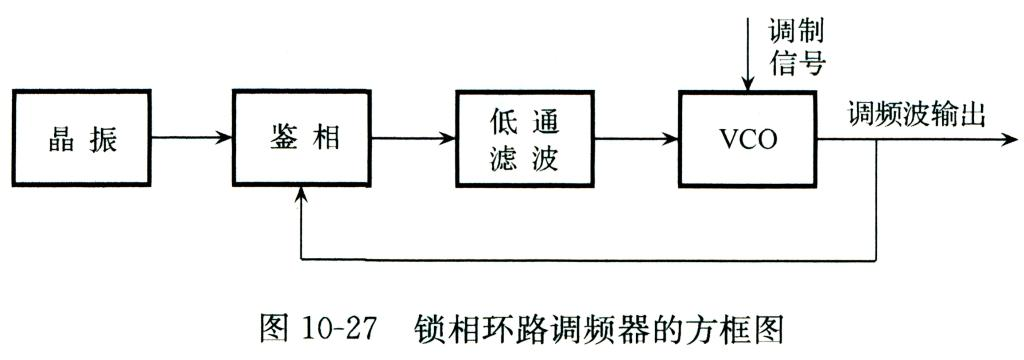 调制
信号
晶振
鉴相
低通
滤波
VCO
调频波输出
图 10-27 锁相环路调频器的方框图